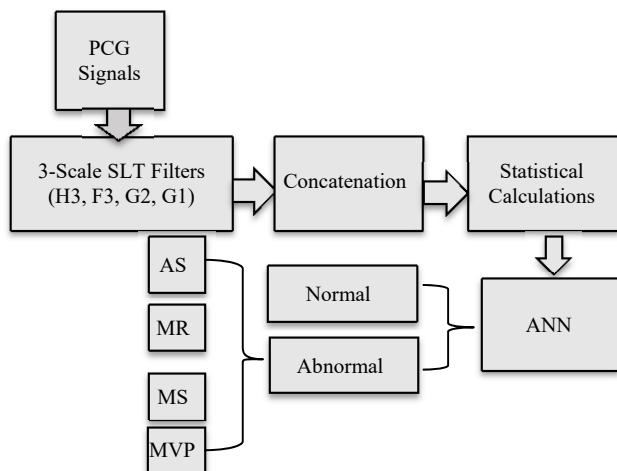 PCG
Signals
3-Scale SLT Filters
(H3, F3, G2, G1)
Concatenation
Statistical
Calculations
AS
MR
MS
MVP
Normal
Abnormal
ANN